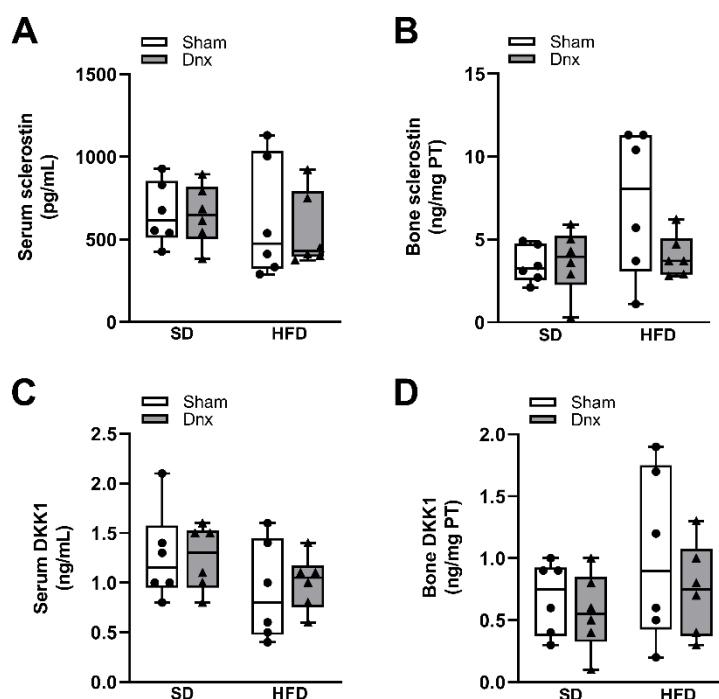 A
Sham
Dnx
Serum sclerostin
(pg/mL)
1500
1000
500
0
SD
HFD
B
Sham
Dnx
Bone sclerostin
(ng/mg PT)
15
10
5
0
SD
HFD
C
Sham
Dnx
Serum DKK1
(ng/mL)
2.5
2.0
1.5
1.0
0.5
0.0
SD
HFD
D
Sham
Dnx
Bone DKK1
(ng/mg PT)
2.0
1.5
1.0
0.5
0.0
SD
HFD